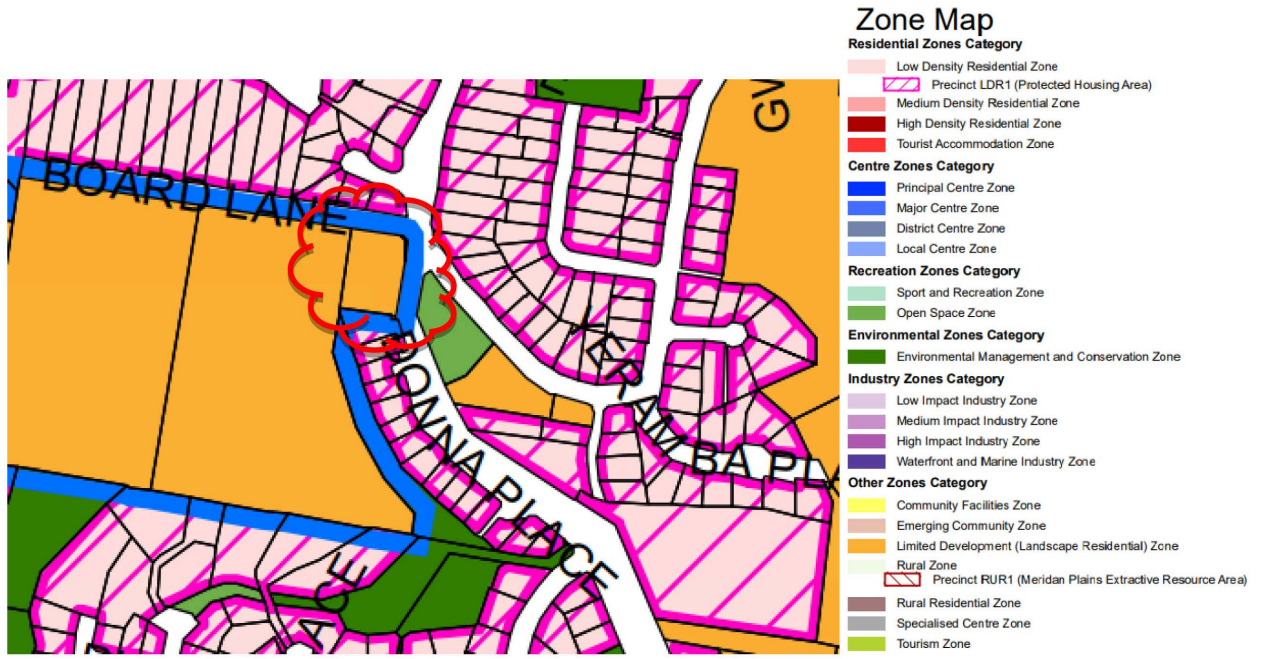 Zone Map
Residential Zones Category
Low Density Residential Zone
Precinct LDR1 (Protected Housing Area)
Medium Density Residential Zone
High Density Residential Zone
Tourist Accommodation Zone
Centre Zones Category
Principal Centre Zone
Major Centre Zone
District Centre Zone
Local Centre Zone
Recreation Zones Category
Sport and Recreation Zone
Open Space Zone
Environmental Zones Category
Environmental Management and Conservation Zone
Industry Zones Category
Low Impact Industry Zone
Medium Impact Industry Zone
High Impact Industry Zone
Waterfront and Marine Industry Zone
Other Zones Category
Community Facilities Zone
Emerging Community Zone
Limited Development (Landscape Residential) Zone
Rural Zone
Precinct RUR1 (Meridan Plains Extractive Resource Area)
Rural Residential Zone
Specialised Centre Zone
Tourism Zone
GW
BOARD LANE
YERAMBA PLA
DONNA PLACE
ACE